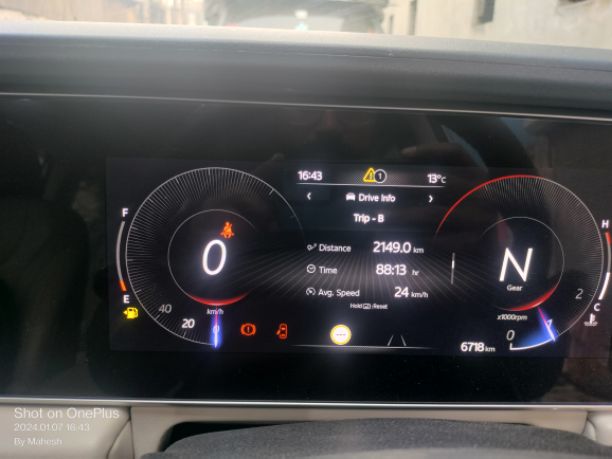 16:43
1
13°C
Drive Info
Trip - B
Distance 2149.0 km
Time 88:13 hr
Avg. Speed 24 km/h
Hold /Reset
F
E
0
40
20
0
km/h
N
Gear
x1000rpm
2
1
0
H
C
6718 km
Shot on OnePlus
2024.01.07 16:43
By Mahesh